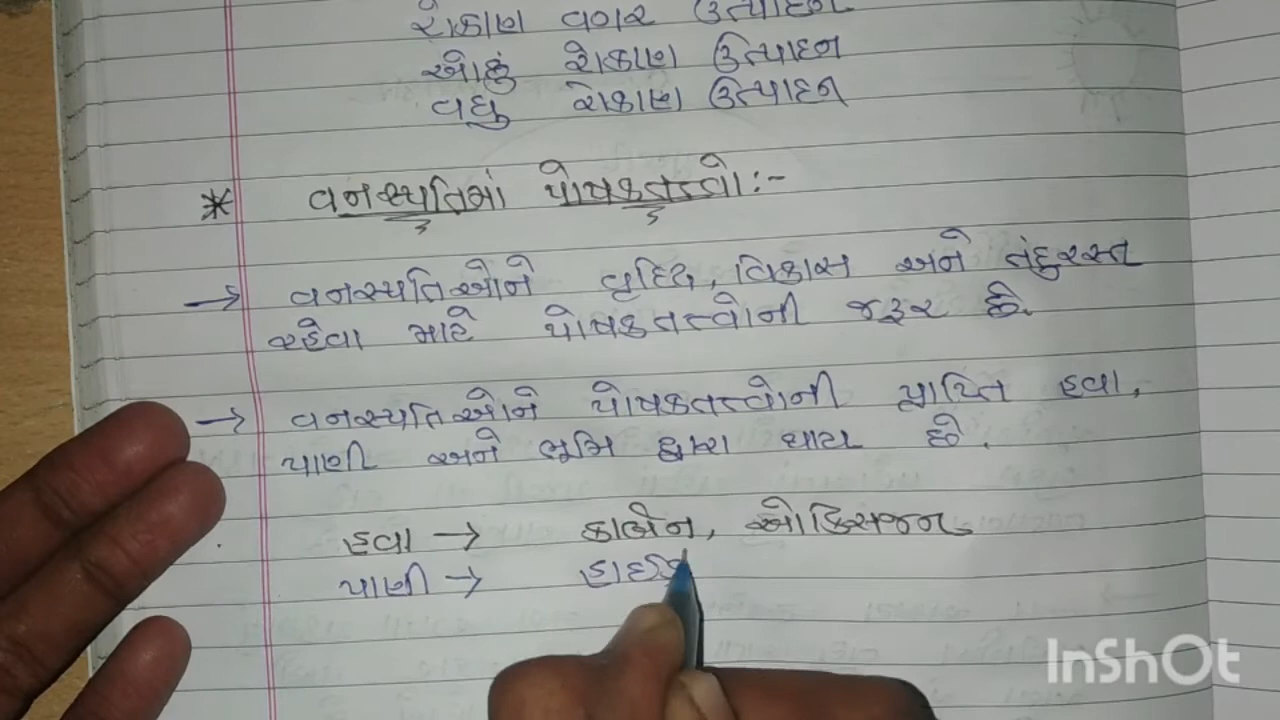 રોકાણ વગર ઉત્પાદન
ઓછું રોકાણ ઉત્પાદન
વધુ રોકાણ ઉત્પાદન
* વનસ્પતિમાં પોષકતત્ત્વો:-
→ વનસ્પતિઓને વૃદ્ધિ, વિકાસ અને તંદુરસ્ત
રહેવા માટે પોષકતત્ત્વોની જરૂર છે.
→ વનસ્પતિઓને પોષકતત્ત્વોની પ્રાપ્તિ હવા,
પાણી અને ભૂમિ દ્વારા થાય છે.
હવા → કાર્બન, ઓક્સિજન
પાણી → હાઈ
InShOt